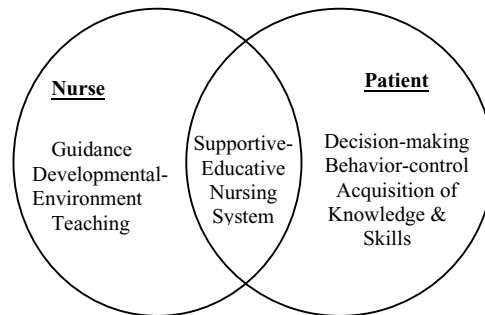 Nurse
Guidance
Developmental-
Environment
Teaching
Supportive-
Educative
Nursing
System
Patient
Decision-making
Behavior-control
Acquisition of
Knowledge &
Skills